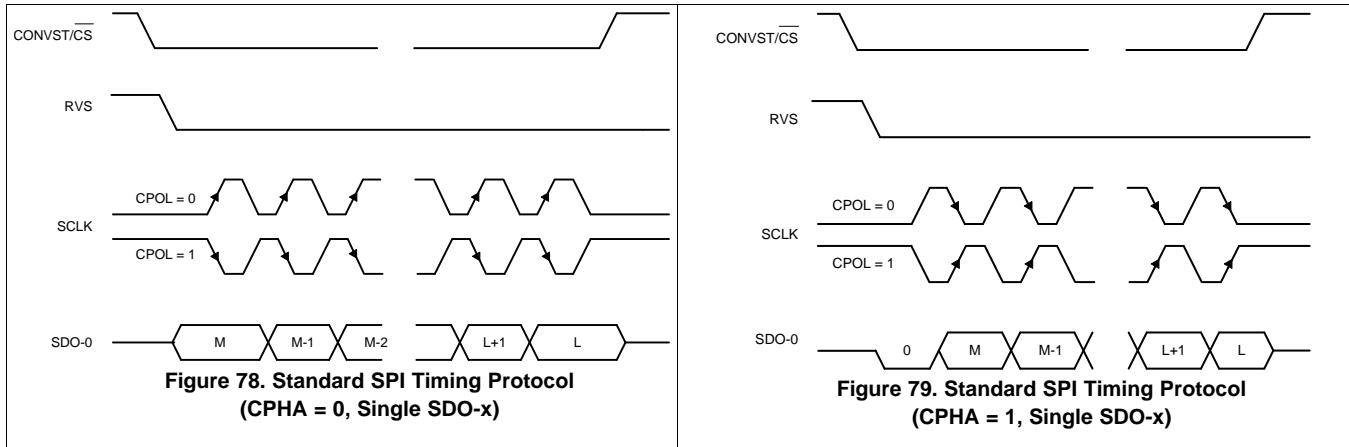 CONVST/CS
RVS
CPOL = 0
SCLK
CPOL = 1
SDO-0
M
M-1
M-2
L+1
L
Figure 78. Standard SPI Timing Protocol
(CPHA = 0, Single SDO-x)
CONVST/CS
RVS
CPOL = 0
SCLK
CPOL = 1
SDO-0
0
M
M-1
L+1
L
Figure 79. Standard SPI Timing Protocol
(CPHA = 1, Single SDO-x)